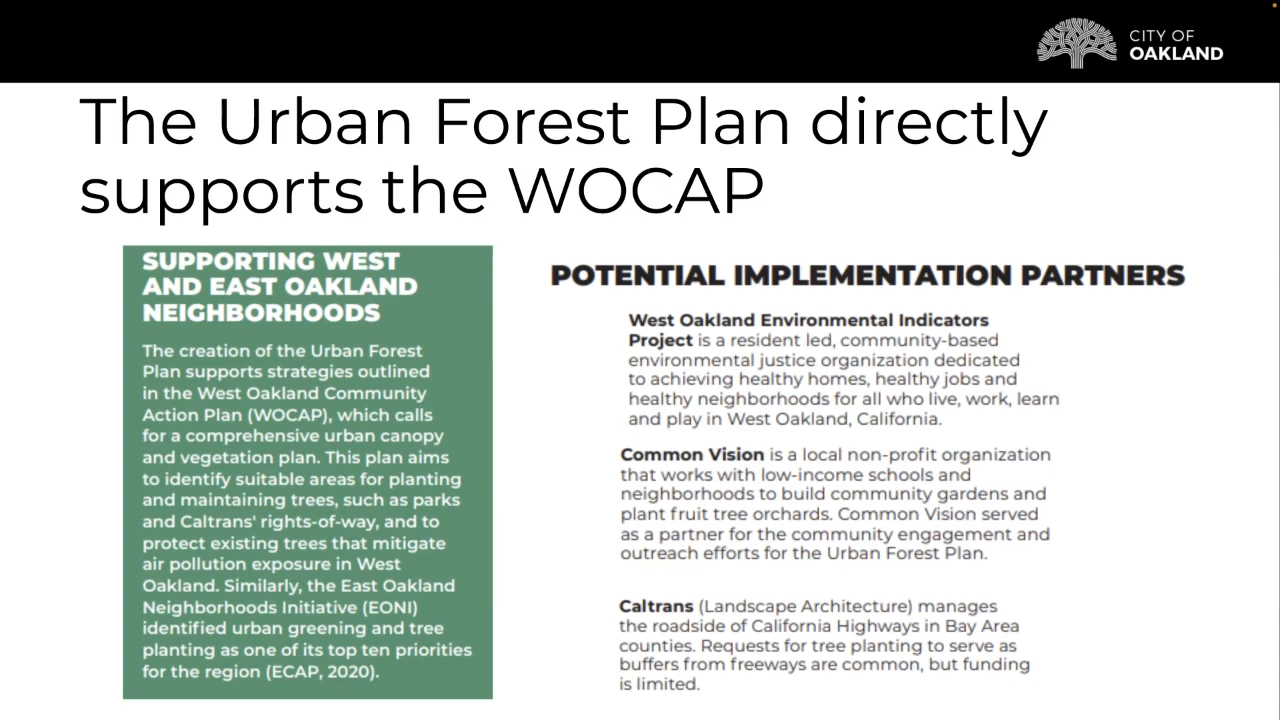 CITY OF
OAKLAND
The Urban Forest Plan directly
supports the WOCAP
SUPPORTING WEST
AND EAST OAKLAND
NEIGHBORHOODS
The creation of the Urban Forest
Plan supports strategies outlined
in the West Oakland Community
Action Plan (WOCAP), which calls
for a comprehensive urban canopy
and vegetation plan. This plan aims
to identify suitable areas for planting
and maintaining trees, such as parks
and Caltrans' rights-of-way, and to
protect existing trees that mitigate
air pollution exposure in West
Oakland. Similarly, the East Oakland
Neighborhoods Initiative (EONI)
identified urban greening and tree
planting as one of its top ten priorities
for the region (ECAP, 2020).
POTENTIAL IMPLEMENTATION PARTNERS
West Oakland Environmental Indicators
Project is a resident led, community-based
environmental justice organization dedicated
to achieving healthy homes, healthy jobs and
healthy neighborhoods for all who live, work, learn
and play in West Oakland, California.
Common Vision is a local non-profit organization
that works with low-income schools and
neighborhoods to build community gardens and
plant fruit tree orchards. Common Vision served
as a partner for the community engagement and
outreach efforts for the Urban Forest Plan.
Caltrans (Landscape Architecture) manages
the roadside of California Highways in Bay Area
counties. Requests for tree planting to serve as
buffers from freeways are common, but funding
is limited.